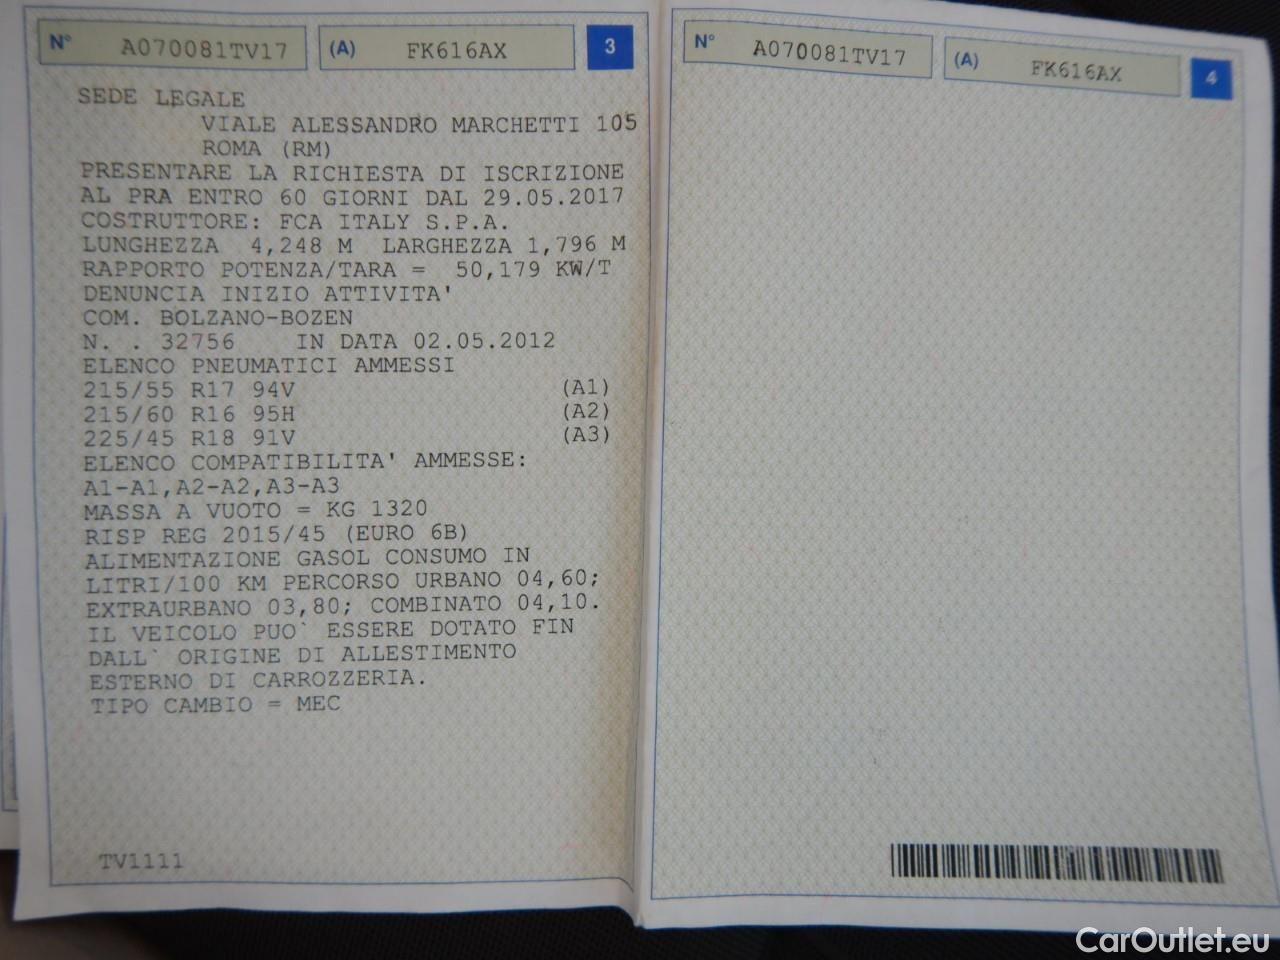 N° A070081TV17 (A) FK616AX 3
SEDE LEGALE
VIALE ALESSANDRO MARCHETTI 105
ROMA (RM)
PRESENTARE LA RICHIESTA DI ISCRIZIONE
AL PRA ENTRO 60 GIORNI DAL 29.05.2017
COSTRUTTORE: FCA ITALY S.P.A.
LUNGHEZZA 4,248 M LARGHEZZA 1,796 M
RAPPORTO POTENZA/TARA = 50,179 KW/T
DENUNCIA INIZIO ATTIVITA'
COM. BOLZANO-BOZEN
N. . 32756 IN DATA 02.05.2012
ELENCO PNEUMATICI AMMESSI
215/55 R17 94V (A1)
215/60 R16 95H (A2)
225/45 R18 91V (A3)
ELENCO COMPATIBILITA' AMMESSE:
A1-A1,A2-A2,A3-A3
MASSA A VUOTO = KG 1320
RISP REG 2015/45 (EURO 6B)
ALIMENTAZIONE GASOL CONSUMO IN
LITRI/100 KM PERCORSO URBANO 04,60;
EXTRAURBANO 03,80; COMBINATO 04,10.
IL VEICOLO PUO` ESSERE DOTATO FIN
DALL` ORIGINE DI ALLESTIMENTO
ESTERNO DI CARROZZERIA.
TIPO CAMBIO = MEC
TV1111
N° A070081TV17 (A) FK616AX 4
CarOutlet.eu